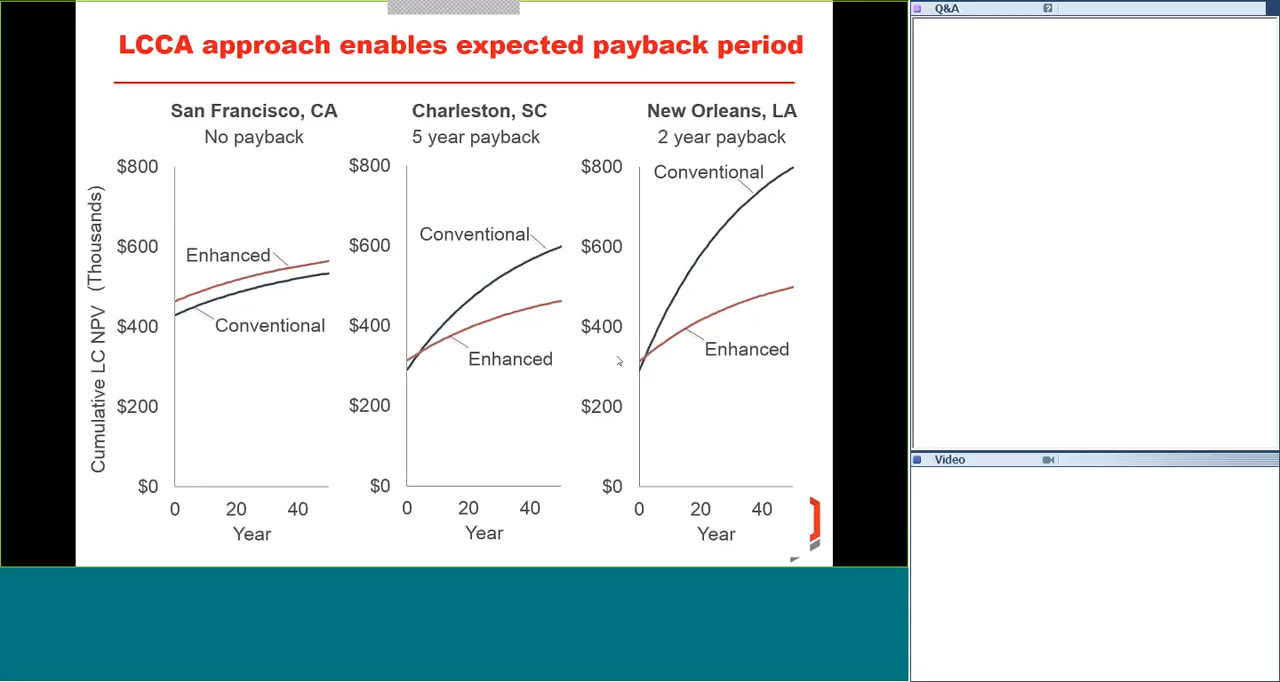 LCCA approach enables expected payback period
San Francisco, CA
No payback
Charleston, SC
5 year payback
New Orleans, LA
2 year payback
Cumulative LC NPV (Thousands)
$800
$600
$400
$200
$0
Enhanced
Conventional
0 20 40
Year
$800
$600
$400
$200
$0
Conventional
Enhanced
0 20 40
Year
$800
$600
$400
$200
$0
Conventional
Enhanced
0 20 40
Year
Q&A
?
Video